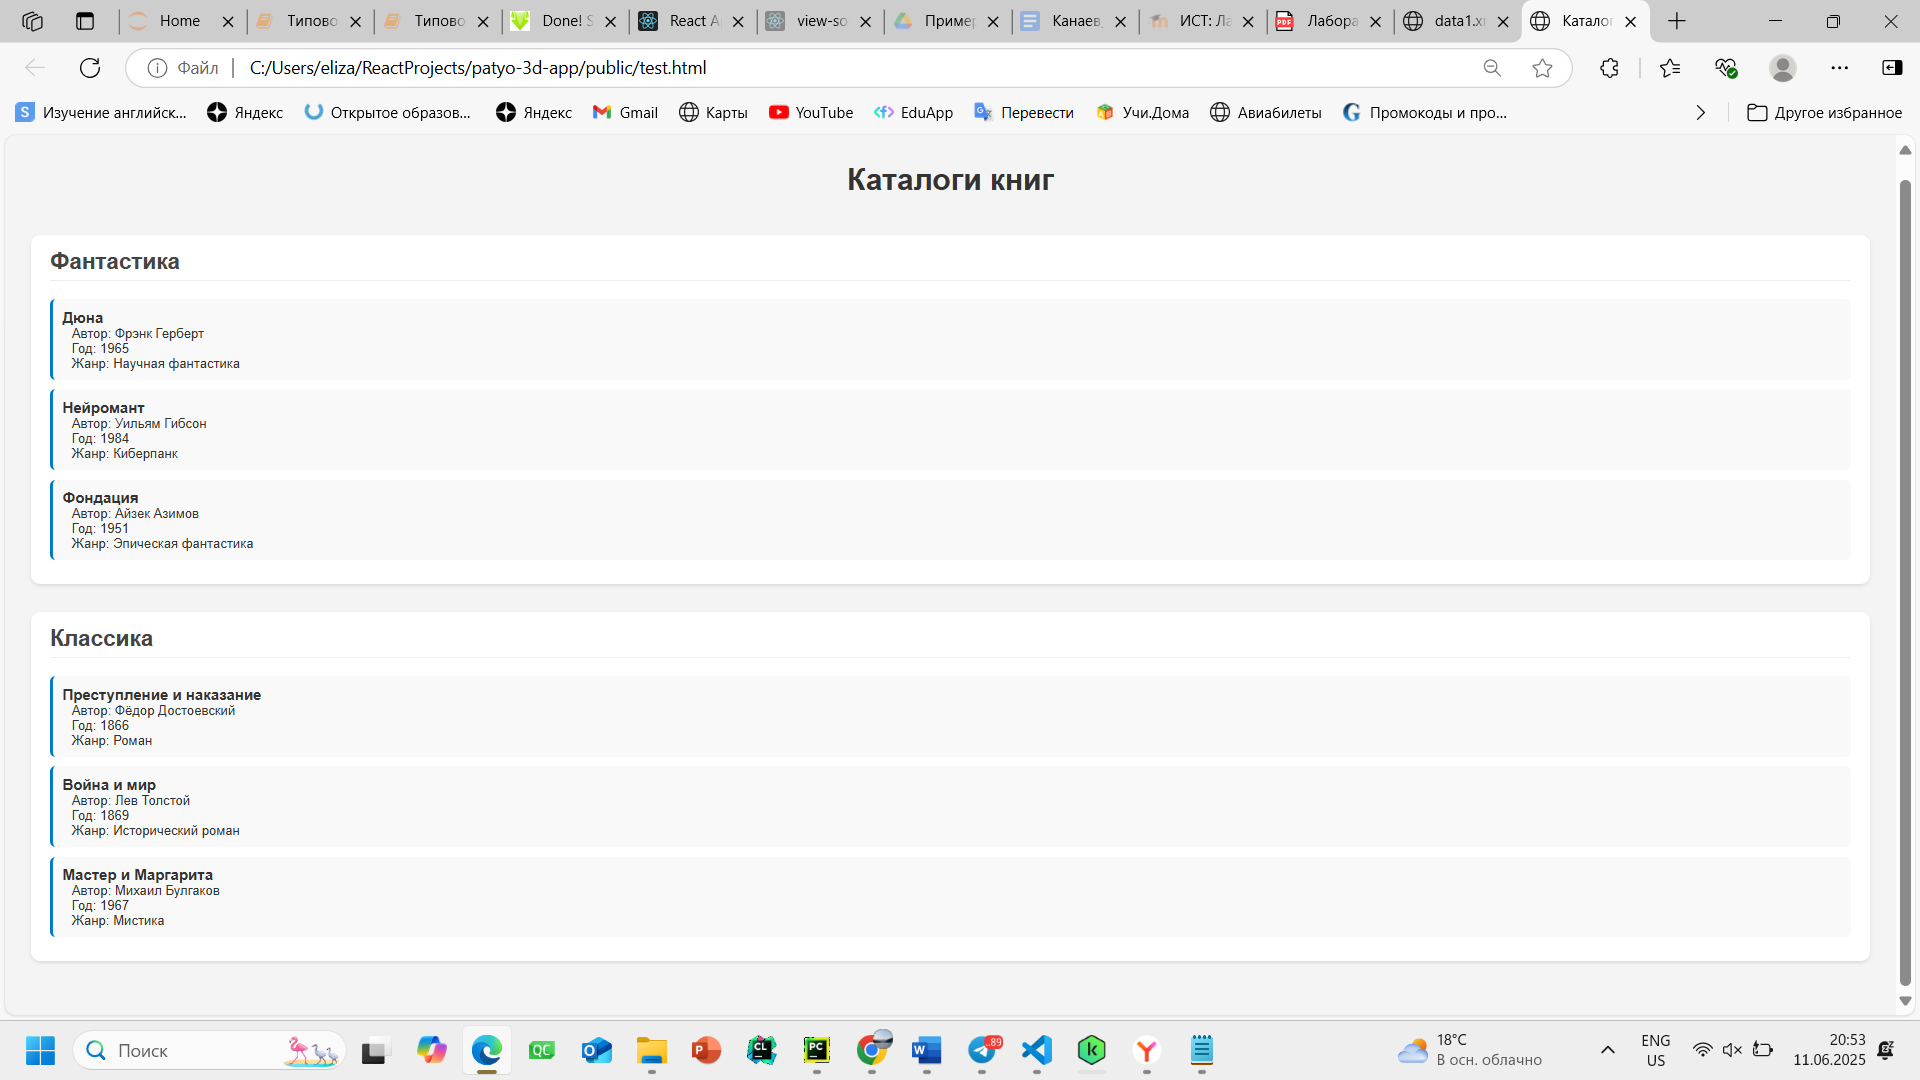 Home
Типово
Типово
Done! S
React A
view-so
Пример
Канаев
ИСТ: Ла
Лабора
data1.x
Каталог
Файл
C:/Users/eliza/ReactProjects/patyo-3d-app/public/test.html
Изучение английск...
Яндекс
Открытое образов...
Яндекс
Gmail
Карты
YouTube
EduApp
Перевести
Учи.Дома
Авиабилеты
Промокоды и про...
Другое избранное
Каталоги книг
Фантастика
Дюна
Автор: Фрэнк Герберт
Год: 1965
Жанр: Научная фантастика
Нейромант
Автор: Уильям Гибсон
Год: 1984
Жанр: Киберпанк
Фондация
Автор: Айзек Азимов
Год: 1951
Жанр: Эпическая фантастика
Классика
Преступление и наказание
Автор: Фёдор Достоевский
Год: 1866
Жанр: Роман
Война и мир
Автор: Лев Толстой
Год: 1869
Жанр: Исторический роман
Мастер и Маргарита
Автор: Михаил Булгаков
Год: 1967
Жанр: Мистика
Поиск
18°C
В осн. облачно
ENG
US
20:53
11.06.2025